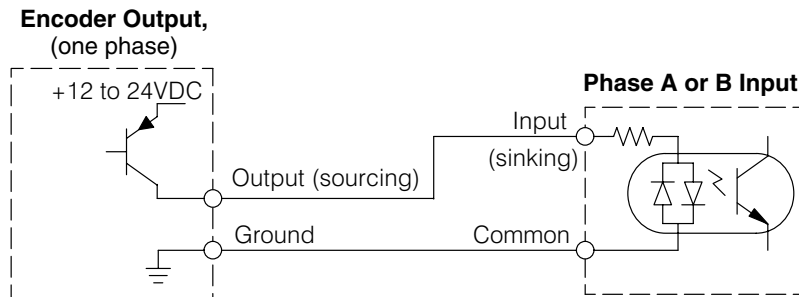 Encoder Output,
(one phase)
+12 to 24VDC
Output (sourcing)
Ground
Phase A or B Input
Input
(sinking)
Common